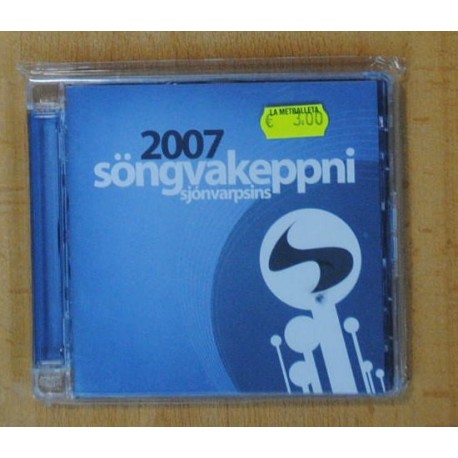 LA METRALLETA
€ 3.00
2007
söngvakeppni
sjónvarpsins